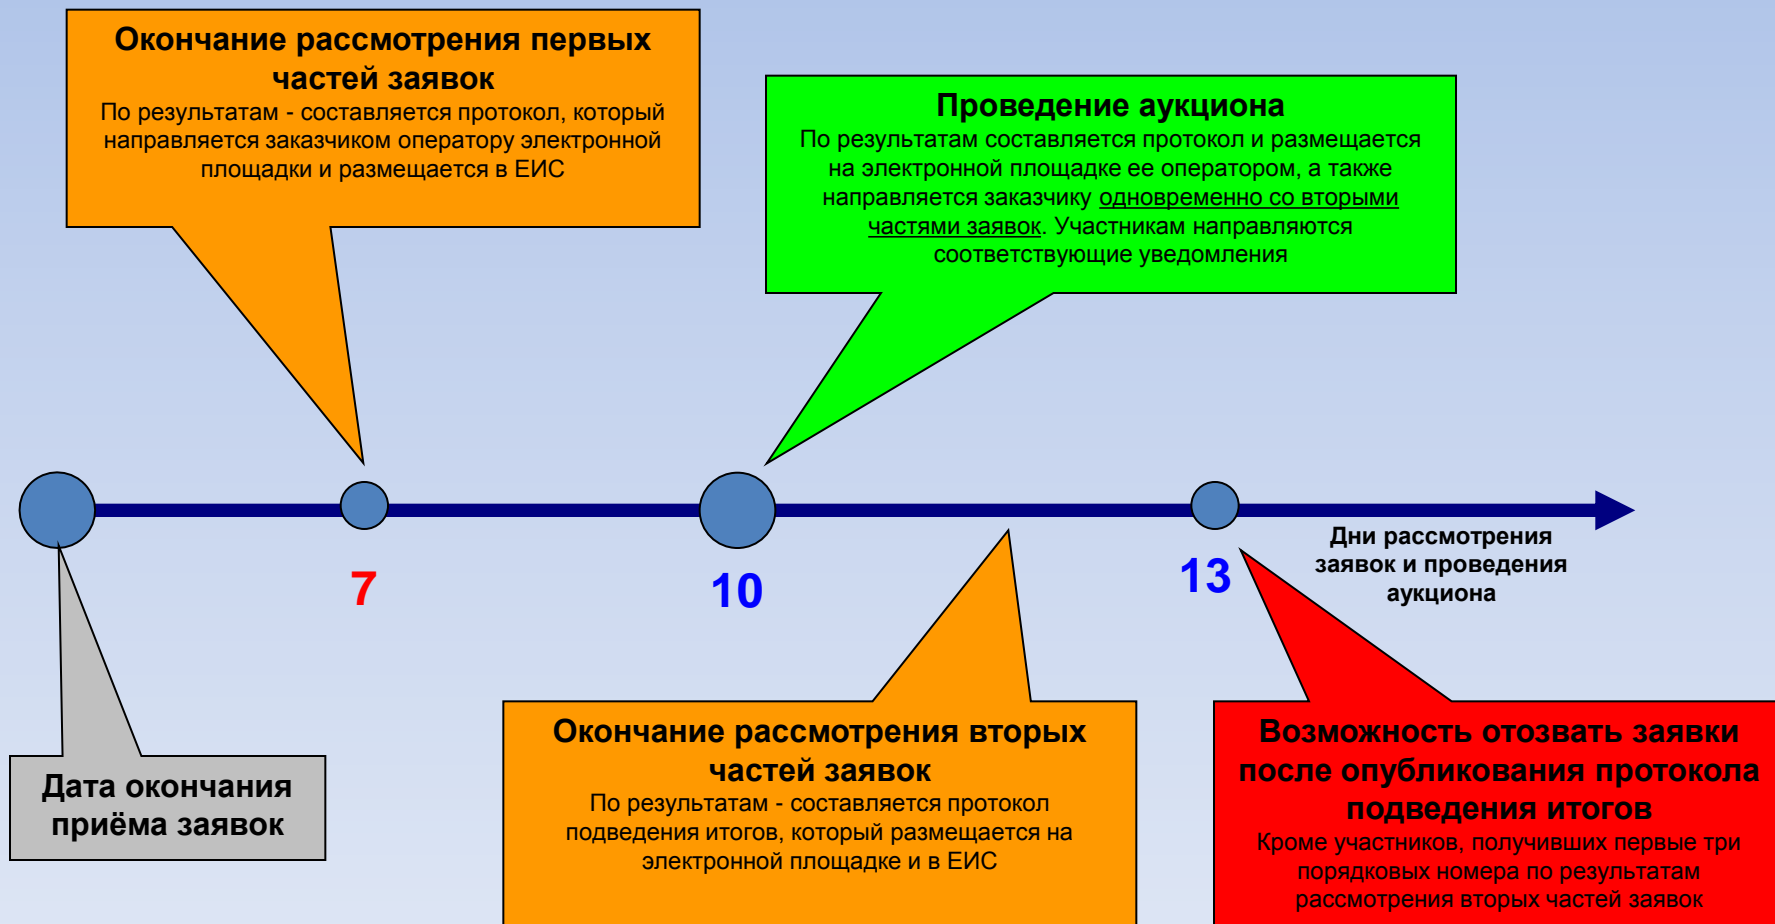 Окончание рассмотрения первых
частей заявок
По результатам - составляется протокол, который
направляется заказчиком оператору электронной
площадки и размещается в ЕИС
Проведение аукциона
По результатам составляется протокол и размещается
на электронной площадке ее оператором, а также
направляется заказчику одновременно со вторыми
частями заявок. Участникам направляются
соответствующие уведомления
7
10
13
Дни рассмотрения
заявок и проведения
аукциона
Дата окончания
приёма заявок
Окончание рассмотрения вторых
частей заявок
По результатам - составляется протокол
подведения итогов, который размещается на
электронной площадке и в ЕИС
Возможность отозвать заявки
после опубликования протокола
подведения итогов
Кроме участников, получивших первые три
порядковых номера по результатам
рассмотрения вторых частей заявок